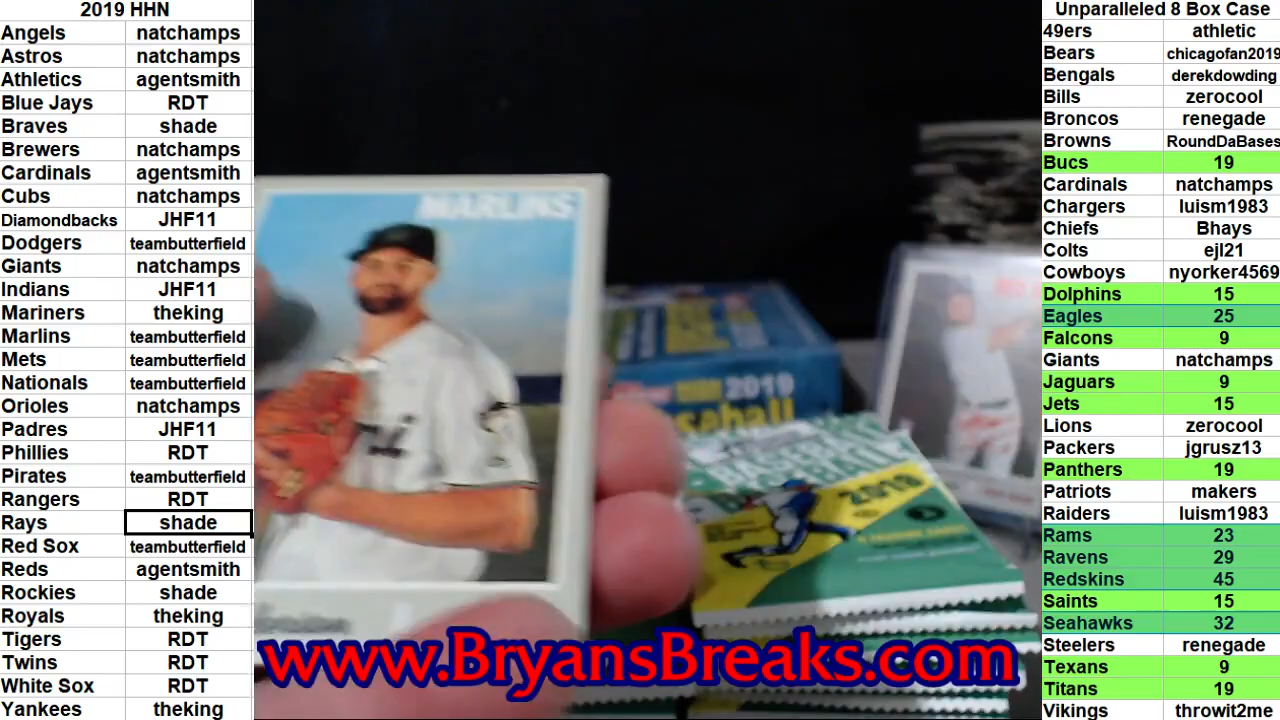 2019 HHN
Angels natchamps
Astros natchamps
Athletics agentsmith
Blue Jays RDT
Braves shade
Brewers natchamps
Cardinals agentsmith
Cubs natchamps
Diamondbacks JHF11
Dodgers teambutterfield
Giants natchamps
Indians JHF11
Mariners theking
Marlins teambutterfield
Mets teambutterfield
Nationals teambutterfield
Orioles natchamps
Padres JHF11
Phillies RDT
Pirates teambutterfield
Rangers RDT
Rays shade
Red Sox teambutterfield
Reds agentsmith
Rockies shade
Royals theking
Tigers RDT
Twins RDT
White Sox RDT
Yankees theking
MARLINS
2019
BASEBALL
2018
www.BryansBreaks.com
Unparalleled 8 Box Case
49ers athletic
Bears chicagofan2019
Bengals derekdowding
Bills zerocool
Broncos renegade
Browns RoundDaBases
Bucs 19
Cardinals natchamps
Chargers luism1983
Chiefs Bhays
Colts ejl21
Cowboys nyorker4569
Dolphins 15
Eagles 25
Falcons 9
Giants natchamps
Jaguars 9
Jets 15
Lions zerocool
Packers jgrusz13
Panthers 19
Patriots makers
Raiders luism1983
Rams 23
Ravens 29
Redskins 45
Saints 15
Seahawks 32
Steelers renegade
Texans 9
Titans 19
Vikings throwit2me